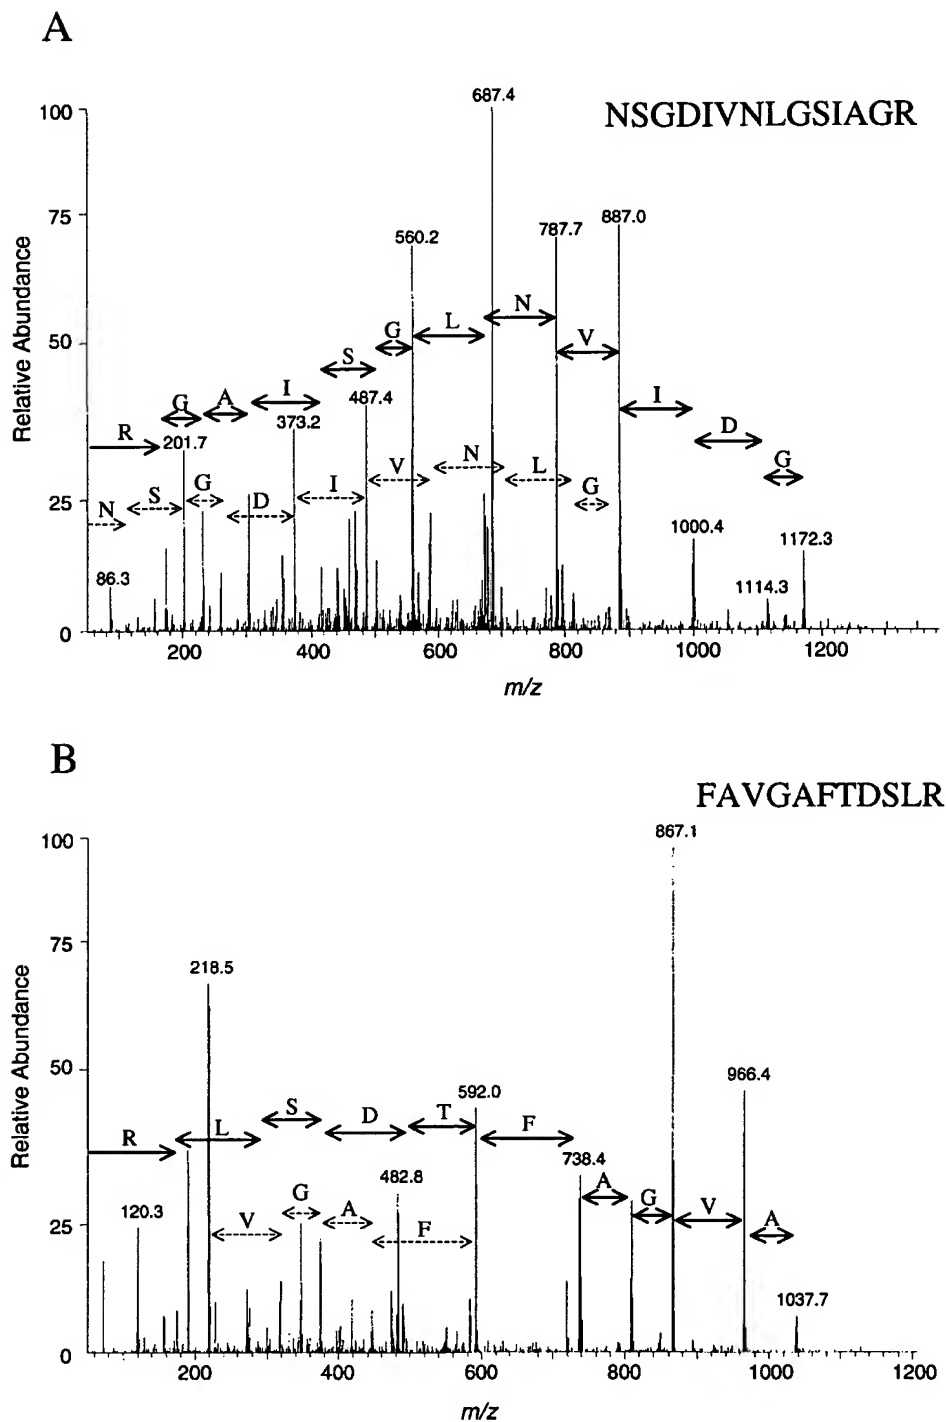 A
NSGDIVNLGSIAGR
100
75
50
25
0
Relative Abundance
687.4
560.2
787.7
887.0
N
G
L
V
S
I
A
G
487.4
373.2
I
R
201.7
D
G
V
N
L
G
I
D
G
S
N
86.3
1000.4
1172.3
1114.3
200
400
600
800
1000
1200
m/z
B
FAVGAFTDSLR
100
75
50
25
0
Relative Abundance
867.1
218.5
966.4
592.0
S
T
D
F
L
R
738.4
A
G
V
A
482.8
G
A
V
F
120.3
1037.7
200
400
600
800
1000
1200
m/z